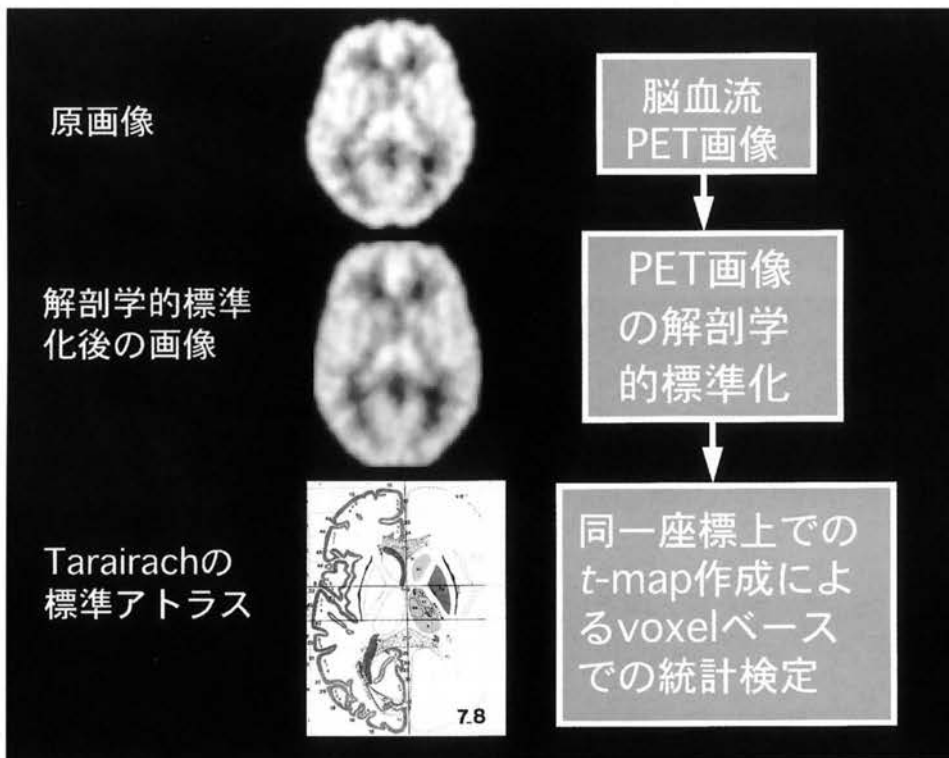 原画像
脳血流
PET画像
解剖学的標準
化後の画像
PET画像
の解剖学
的標準化
Tarairachの
標準アトラス
7.8
同一座標上での
t-map作成によ
るvoxelベース
での統計検定